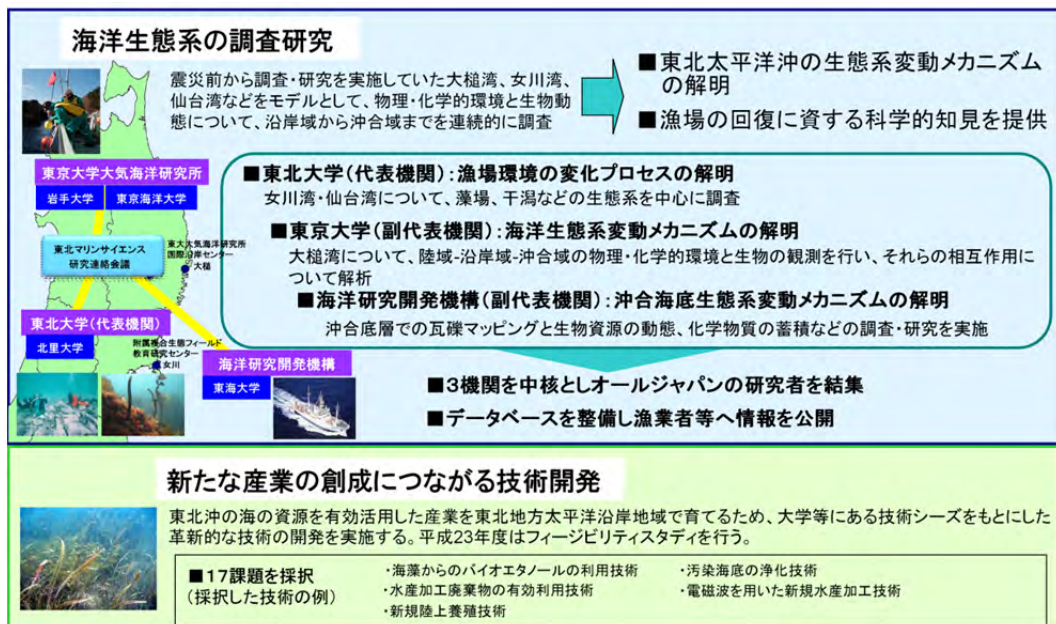 海洋生態系の調査研究
震災前から調査・研究を実施していた大槌湾、女川湾、
仙台湾などをモデルとして、物理・化学的環境と生物動
態について、沿岸域から沖合域までを連続的に調査
■東北太平洋沖の生態系変動メカニズム
の解明
■漁場の回復に資する科学的知見を提供
東京大学大気海洋研究所
岩手大学
東京海洋大学
東北マリンサイエンス
研究連絡会議
東大大気海洋研究所
国際沿岸センター
大槌
東北大学(代表機関)
北里大学
附属複合生態フィールド
教育研究センター
女川
海洋研究開発機構
東海大学
■東北大学(代表機関):漁場環境の変化プロセスの解明
女川湾・仙台湾について、藻場、干潟などの生態系を中心に調査
■東京大学(副代表機関):海洋生態系変動メカニズムの解明
大槌湾について、陸域-沿岸域-沖合域の物理・化学的環境と生物の観測を行い、それらの相互作用に
ついて解析
■海洋研究開発機構(副代表機関):沖合海底生態系変動メカニズムの解明
沖合底層での瓦礫マッピングと生物資源の動態、化学物質の蓄積などの調査・研究を実施
■３機関を中核としオールジャパンの研究者を結集
■データベースを整備し漁業者等へ情報を公開
新たな産業の創成につながる技術開発
東北沖の海の資源を有効活用した産業を東北地方太平洋沿岸地域で育てるため、大学等にある技術シーズをもとにした
革新的な技術の開発を実施する。平成23年度はフィージビリティスタディを行う。
■１７課題を採択
(採択した技術の例)
・海藻からのバイオエタノールの利用技術
・水産加工廃棄物の有効利用技術
・新規陸上養殖技術
・汚染海底の浄化技術
・電磁波を用いた新規水産加工技術